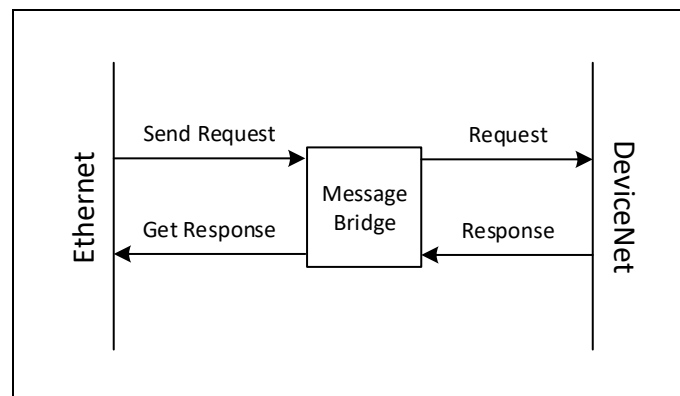 Send Request
Request
Ethernet
Message
Bridge
DeviceNet
Get Response
Response